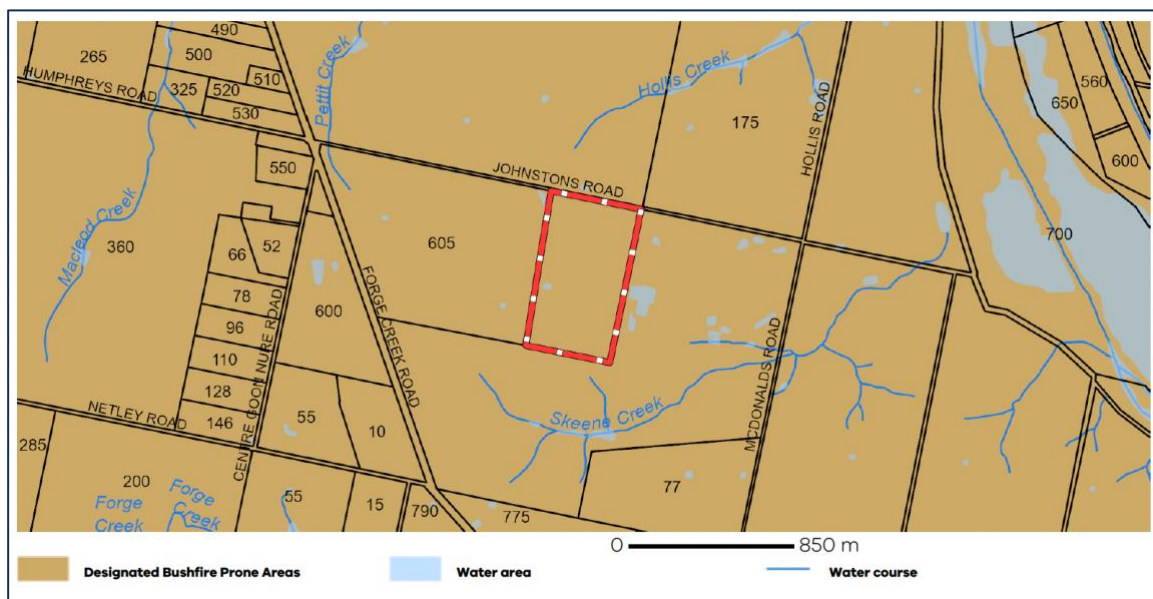 490
265
500
510
HUMPHREYS ROAD
325
520
530
Pettit Creek
Hollis Creek
175
HOLLIS ROAD
560
650
600
550
JOHNSTONS ROAD
Macleod Creek
360
66
52
605
700
78
600
FORGE CREEK ROAD
96
110
128
146
CENTRE GOON NURE ROAD
NETLEY ROAD
55
10
Skeene Creek
MCDONALDS ROAD
285
200
Forge
Creek
Forge
Creek
55
15
790
775
77
0
850 m
Designated Bushfire Prone Areas
Water area
Water course